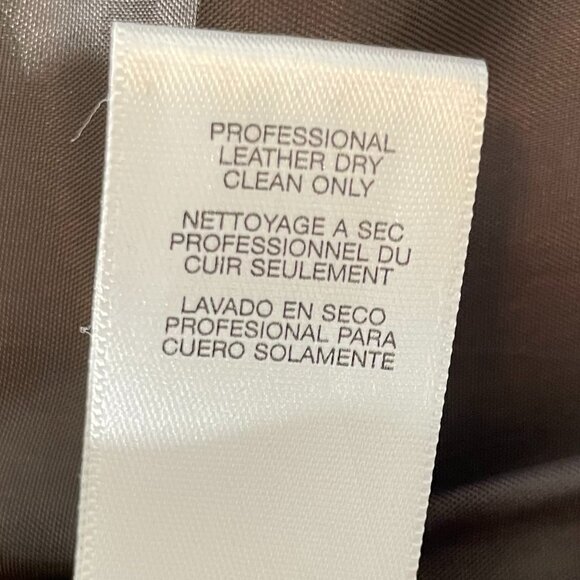 PROFESSIONAL
LEATHER DRY
CLEAN ONLY
NETTOYAGE A SEC
PROFESSIONNEL DU
CUIR SEULEMENT
LAVADO EN SECO
PROFESIONAL PARA
CUERO SOLAMENTE